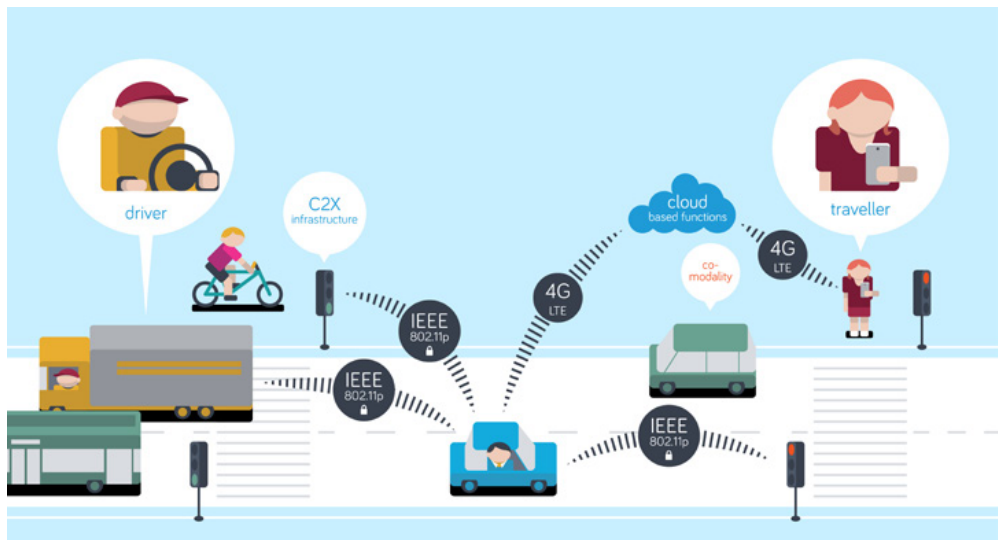 driver
C2X
infrastructure
cloud
based functions
traveller
4G
LTE
co-
modality
4G
LTE
IEEE
802.11p
IEEE
802.11p
IEEE
802.11p